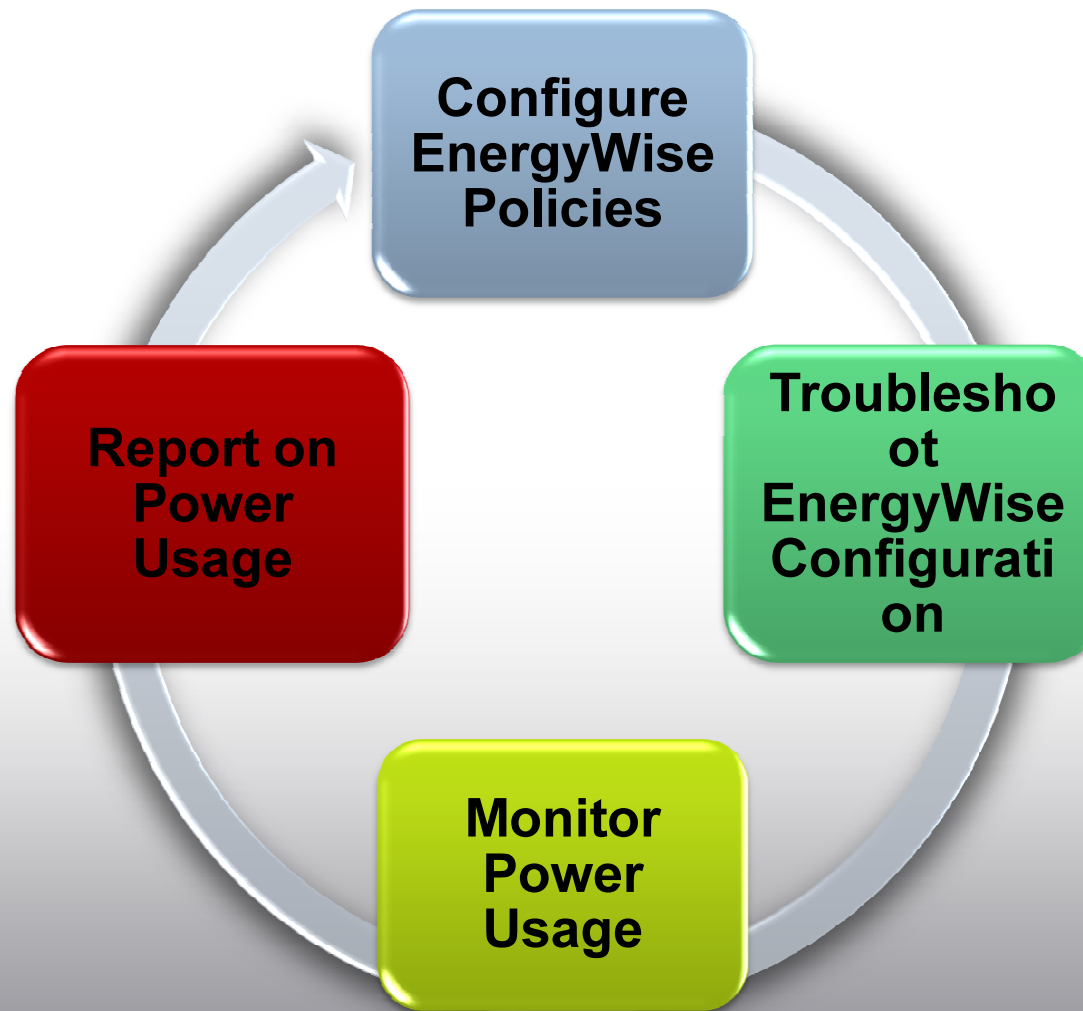 Configure
EnergyWise
Policies
Troublesho
ot
EnergyWise
Configurati
on
Monitor
Power
Usage
Report on
Power
Usage